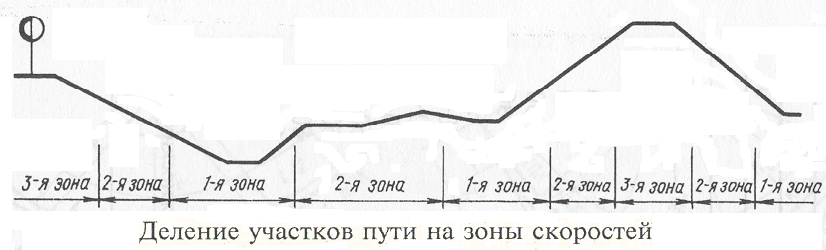 3-я зона 2-я зона 1-я зона 2-я зона 1-я зона 2-я зона 3-я зона 2-я зона 1-я зона
Деление участков пути на зоны скоростей